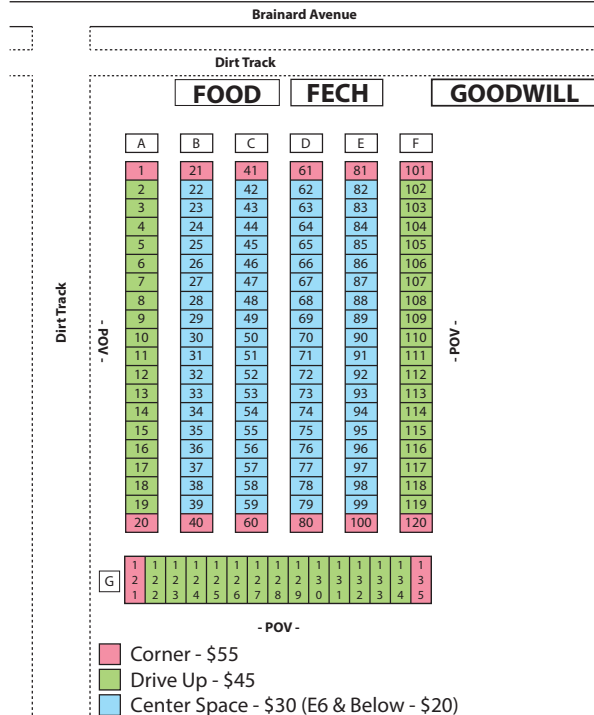 Brainard Avenue
Dirt Track
FOOD FECH GOODWILL
A B C D E F
1 21 41 61 81 101
2 22 42 62 82 102
3 23 43 63 83 103
4 24 44 64 84 104
5 25 45 65 85 105
6 26 46 66 86 106
7 27 47 67 87 107
8 28 48 68 88 108
9 29 49 69 89 109
10 30 50 70 90 110
11 31 51 71 91 111
12 32 52 72 92 112
13 33 53 73 93 113
14 34 54 74 94 114
15 35 55 75 95 115
16 36 56 76 96 116
17 37 57 77 97 117
18 38 58 78 98 118
19 39 59 79 99 119
20 40 60 80 100 120
Dirt Track
- POV -
- POV -
G 121 122 123 124 125 126 127 128 129 130 131 132 133 134 135
- POV -
Corner - $55
Drive Up - $45
Center Space - $30 (E6 & Below - $20)